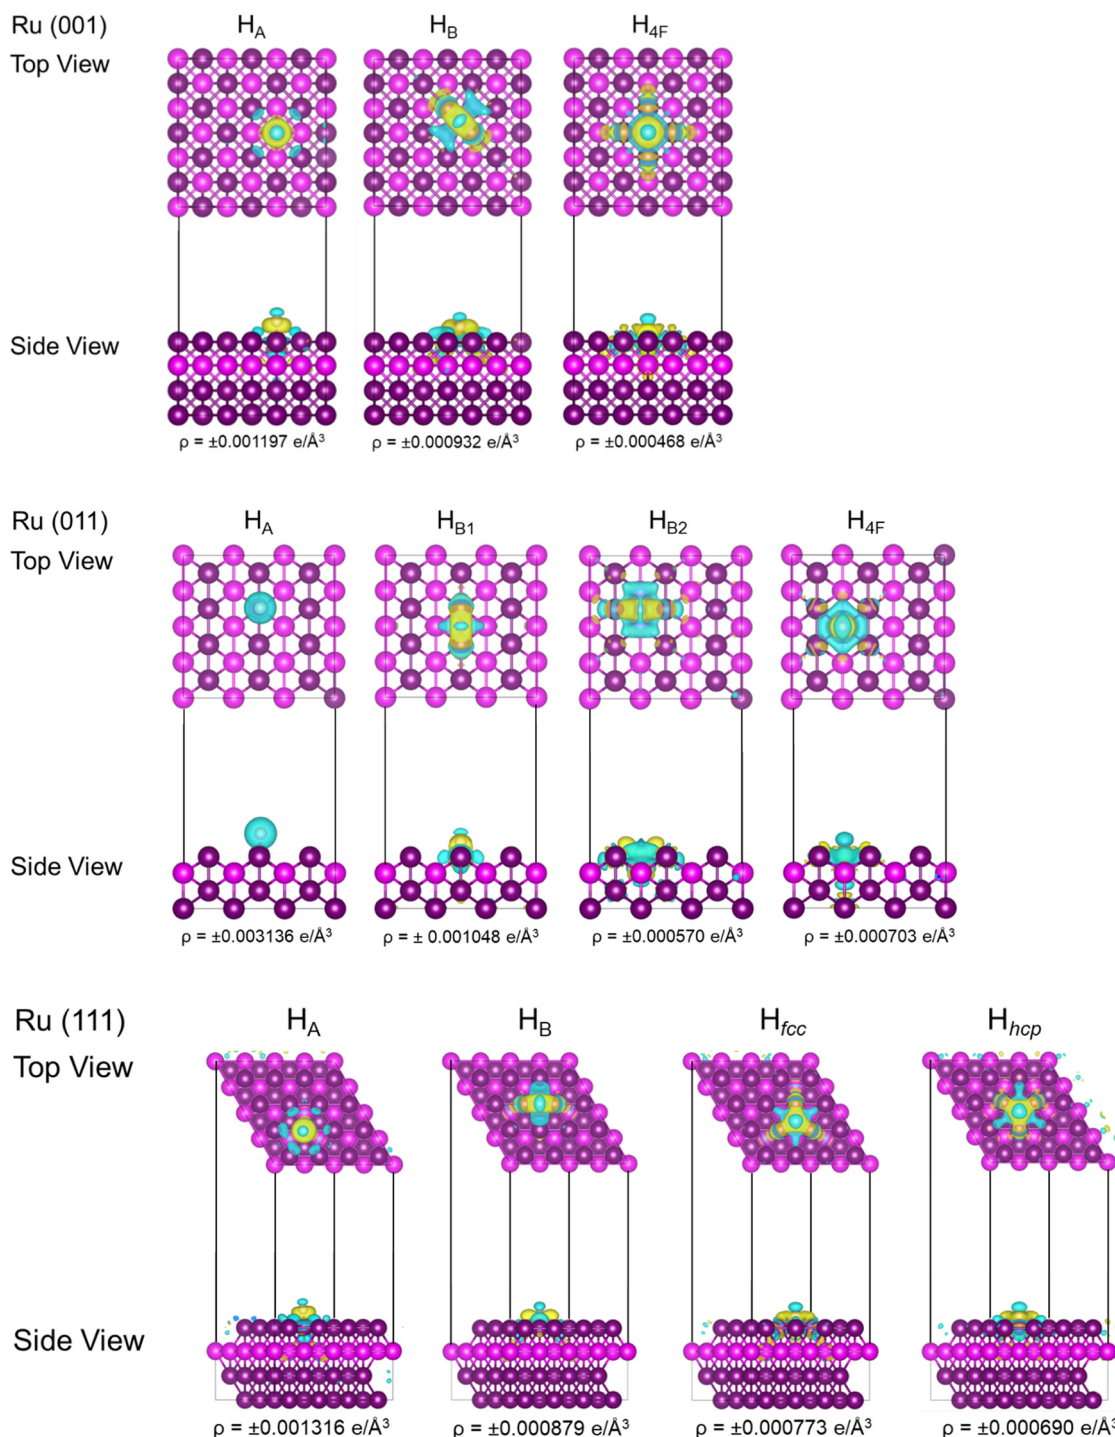 Ru (001) H_A H_B H_4F
Top View
Side View
ρ = ±0.001197 e/Å³ ρ = ±0.000932 e/Å³ ρ = ±0.000468 e/Å³
Ru (011) H_A H_B1 H_B2 H_4F
Top View
Side View
ρ = ±0.003136 e/Å³ ρ = ± 0.001048 e/Å³ ρ = ±0.000570 e/Å³ ρ = ±0.000703 e/Å³
Ru (111) H_A H_B H_fcc H_hcp
Top View
Side View
ρ = ±0.001316 e/Å³ ρ = ±0.000879 e/Å³ ρ = ±0.000773 e/Å³ ρ = ±0.000690 e/Å³